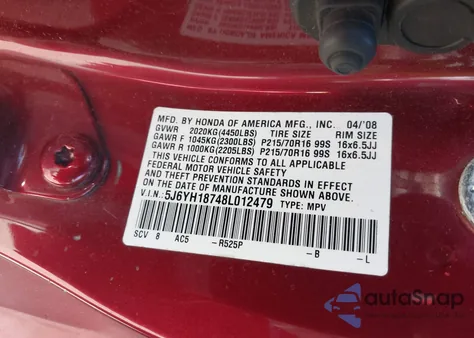 MFD. BY HONDA OF AMERICA MFG., INC. 04/'08
GVWR 2020KG(4450LBS) TIRE SIZE RIM SIZE
GAWR F 1045KG(2300LBS) P215/70R16 99S 16x6.5JJ
GAWR R 1000KG(2205LBS) P215/70R16 99S 16x6.5JJ
THIS VEHICLE CONFORMS TO ALL APPLICABLE
FEDERAL MOTOR VEHICLE SAFETY
AND THEFT PREVENTION STANDARDS IN EFFECT
ON THE DATE OF MANUFACTURE SHOWN ABOVE.
V.I.N.: 5J6YH18748L012479 TYPE: MPV
SCV 8 AC5 -R525P -B -L
autoSnap